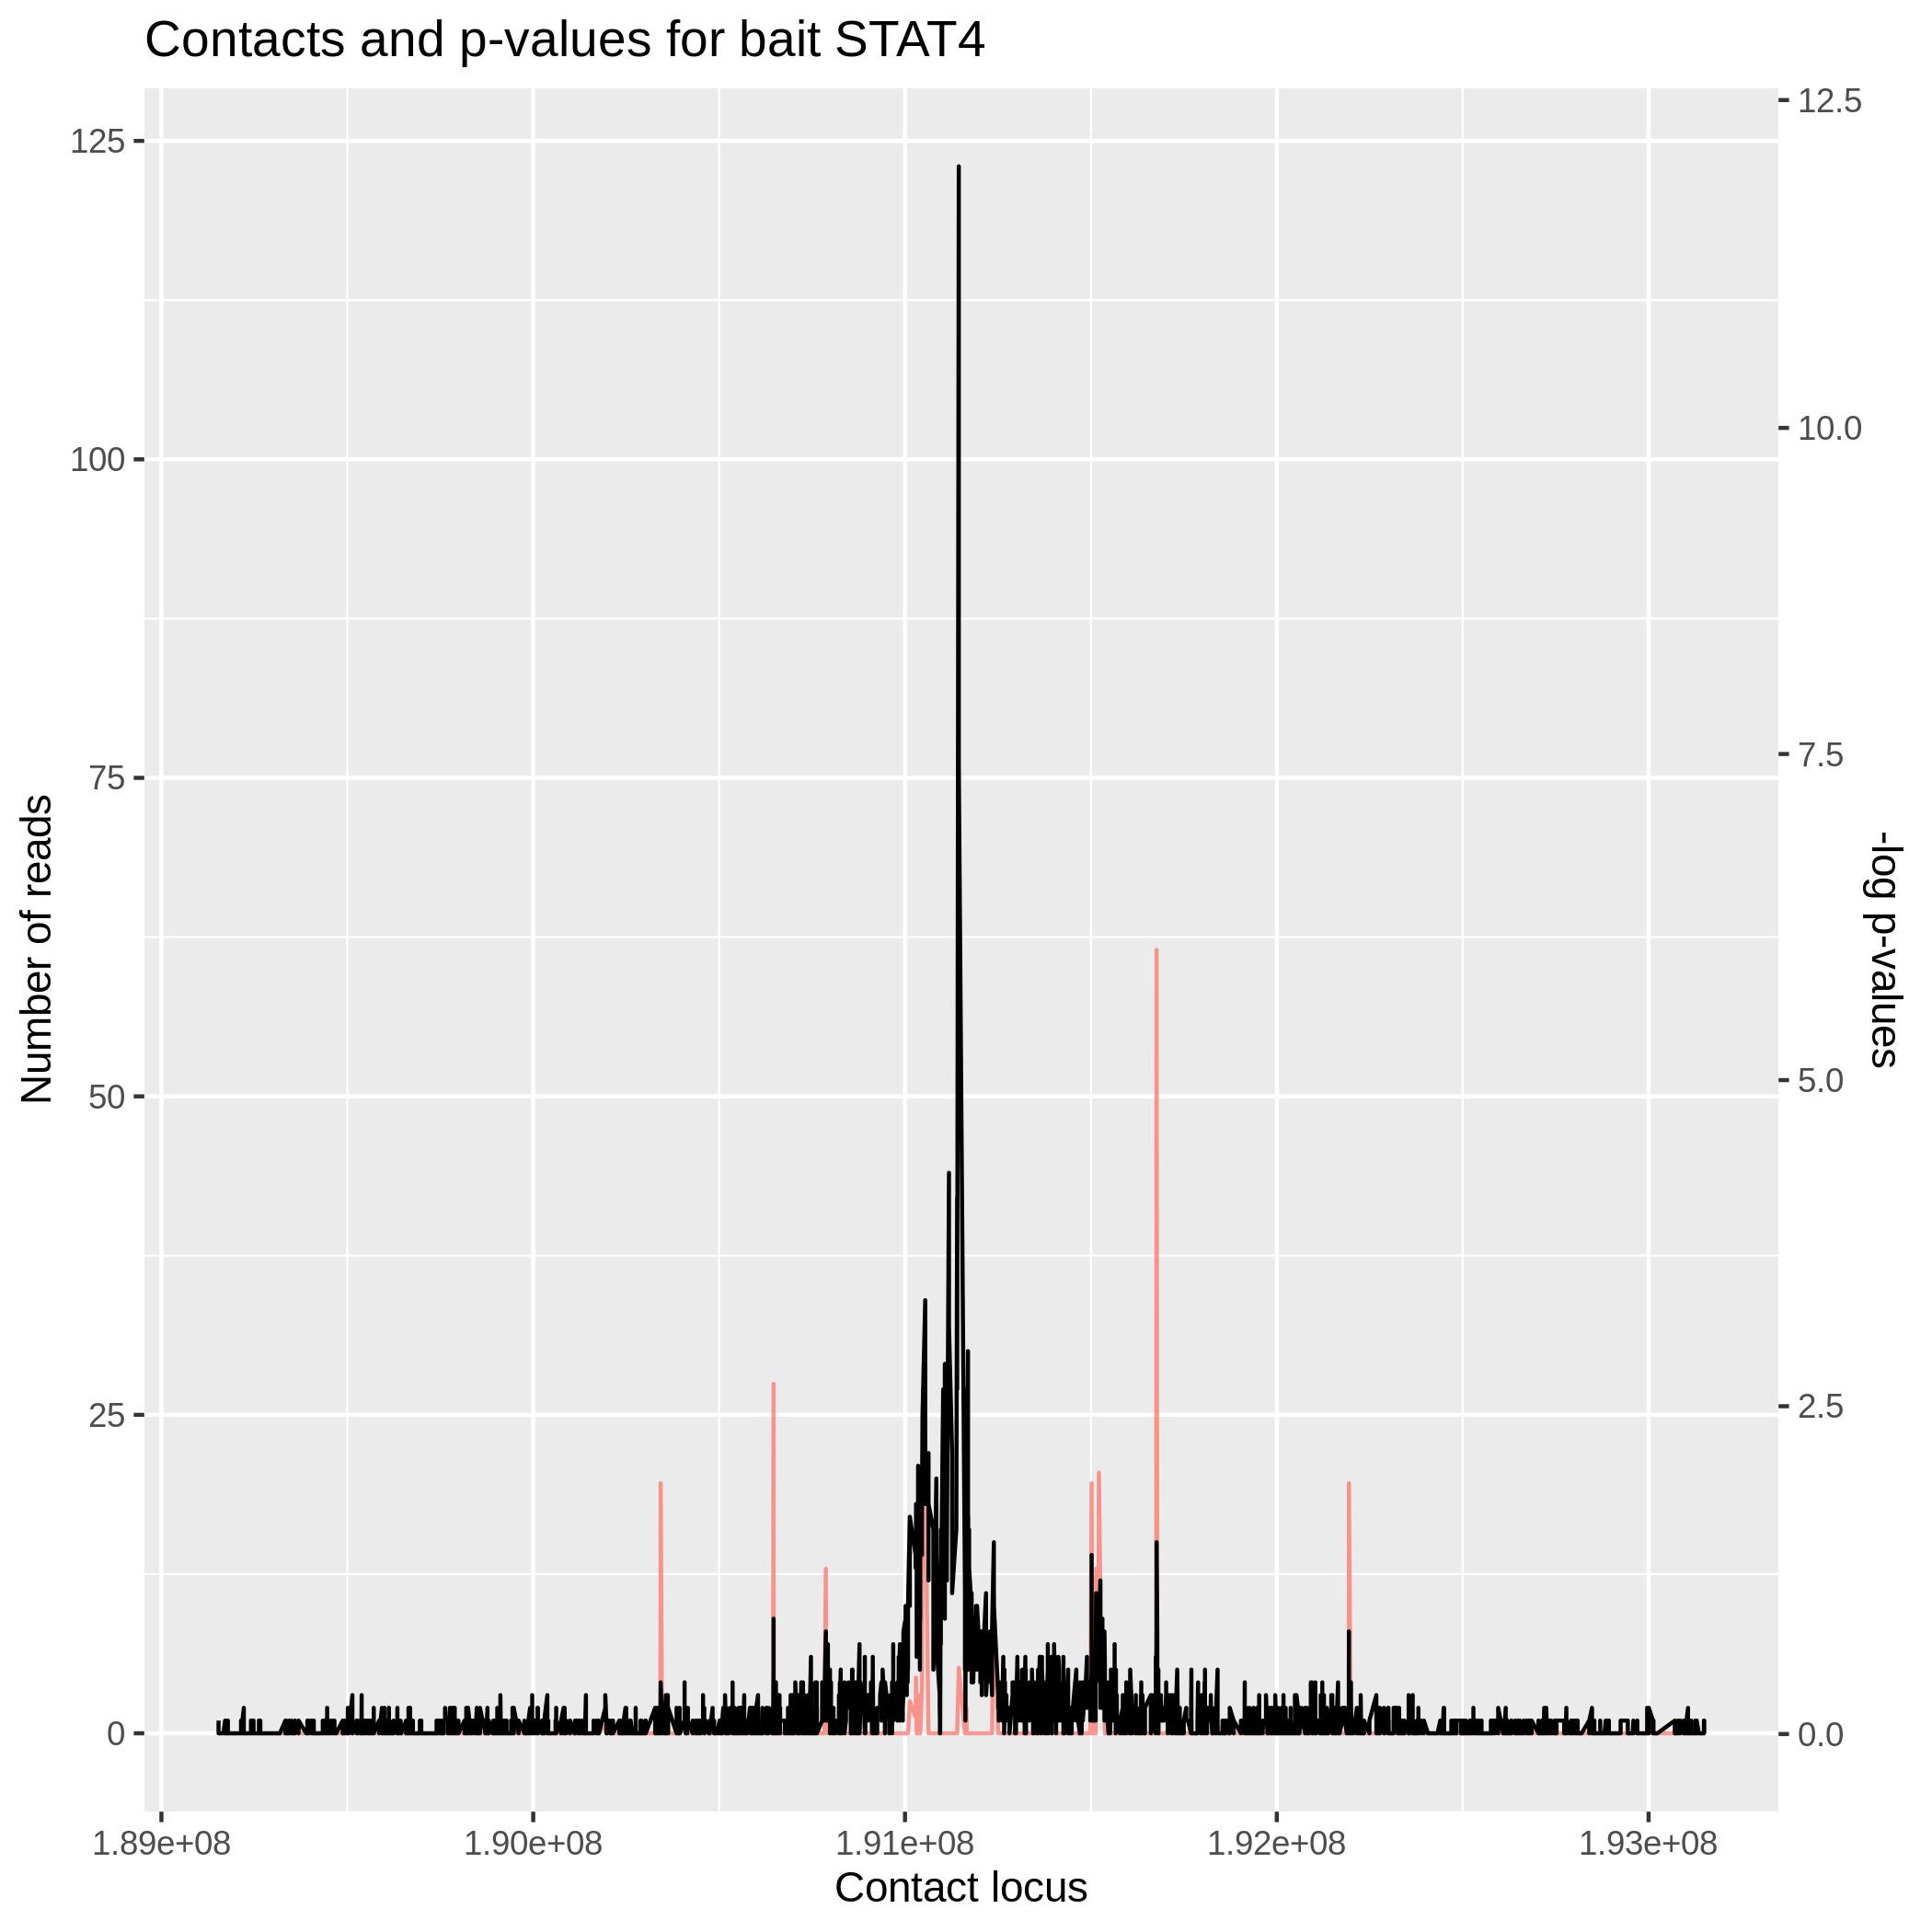 Contacts and p-values for bait STAT4
Number of reads
125
100
75
50
25
0
12.5
10.0
7.5
5.0
2.5
0.0
-log p-values
1.89e+08
1.90e+08
1.91e+08
1.92e+08
1.93e+08
Contact locus